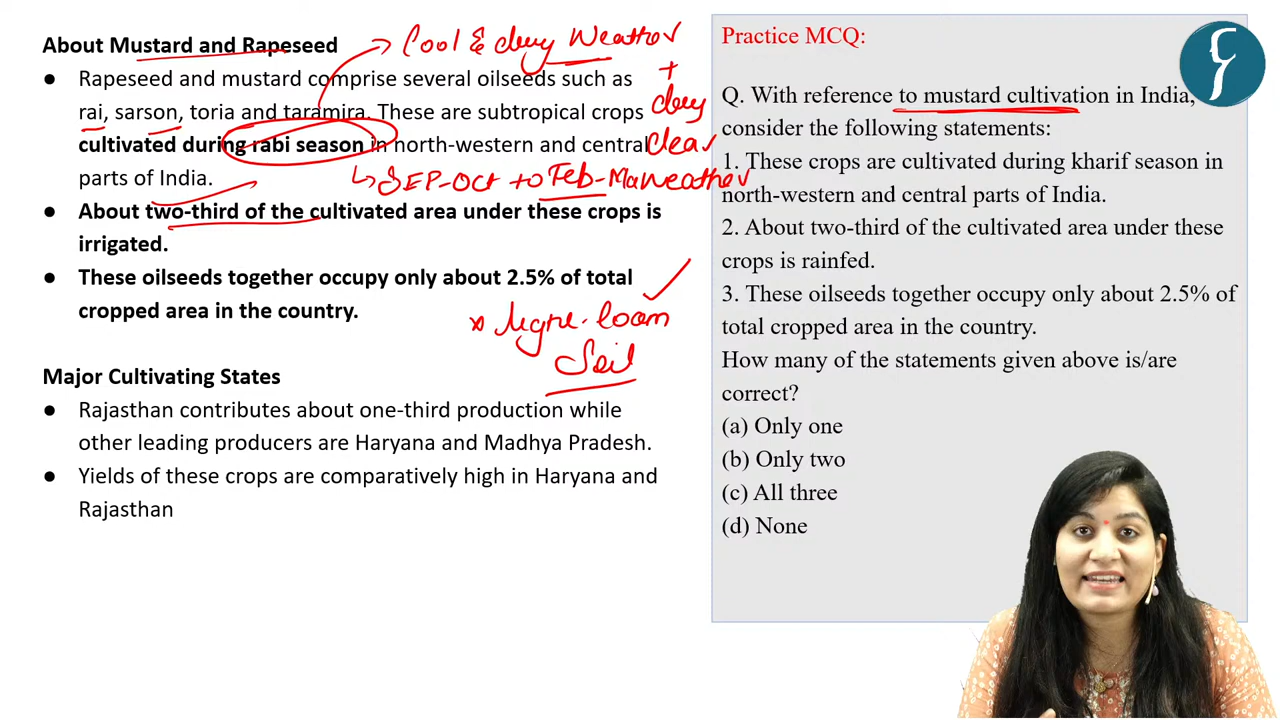 About Mustard and Rapeseed
● Rapeseed and mustard comprise several oilseeds such as
rai, sarson, toria and taramira. These are subtropical crops
cultivated during rabi season in north-western and central
parts of India.
● About two-third of the cultivated area under these crops is
irrigated.
● These oilseeds together occupy only about 2.5% of total
cropped area in the country.
Major Cultivating States
● Rajasthan contributes about one-third production while
other leading producers are Haryana and Madhya Pradesh.
● Yields of these crops are comparatively high in Haryana and
Rajasthan
Cool & dry Weather
+
dry
clear
Weather
SEP-Oct to Feb-Ma
loam
Soil
Practice MCQ:
Q. With reference to mustard cultivation in India,
consider the following statements:
1. These crops are cultivated during kharif season in
north-western and central parts of India.
2. About two-third of the cultivated area under these
crops is rainfed.
3. These oilseeds together occupy only about 2.5% of
total cropped area in the country.
How many of the statements given above is/are
correct?
(a) Only one
(b) Only two
(c) All three
(d) None